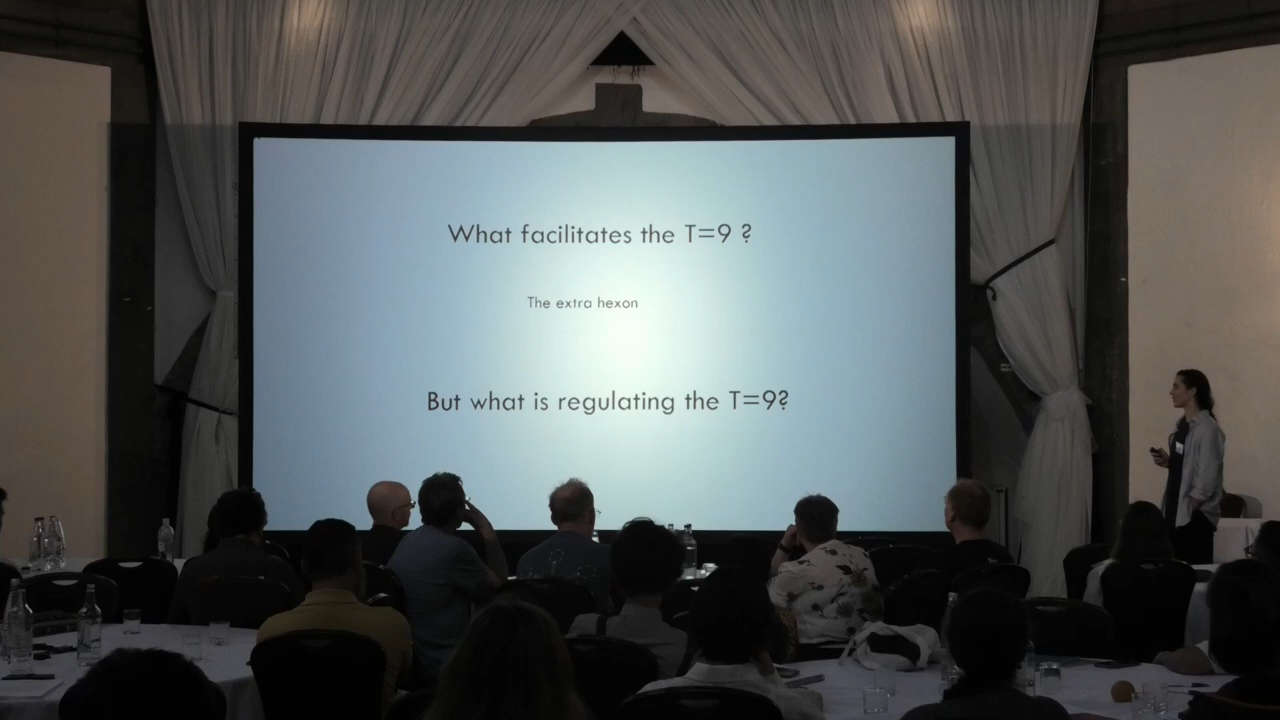 What facilitates the T=9 ?
The extra hexon
But what is regulating the T=9?